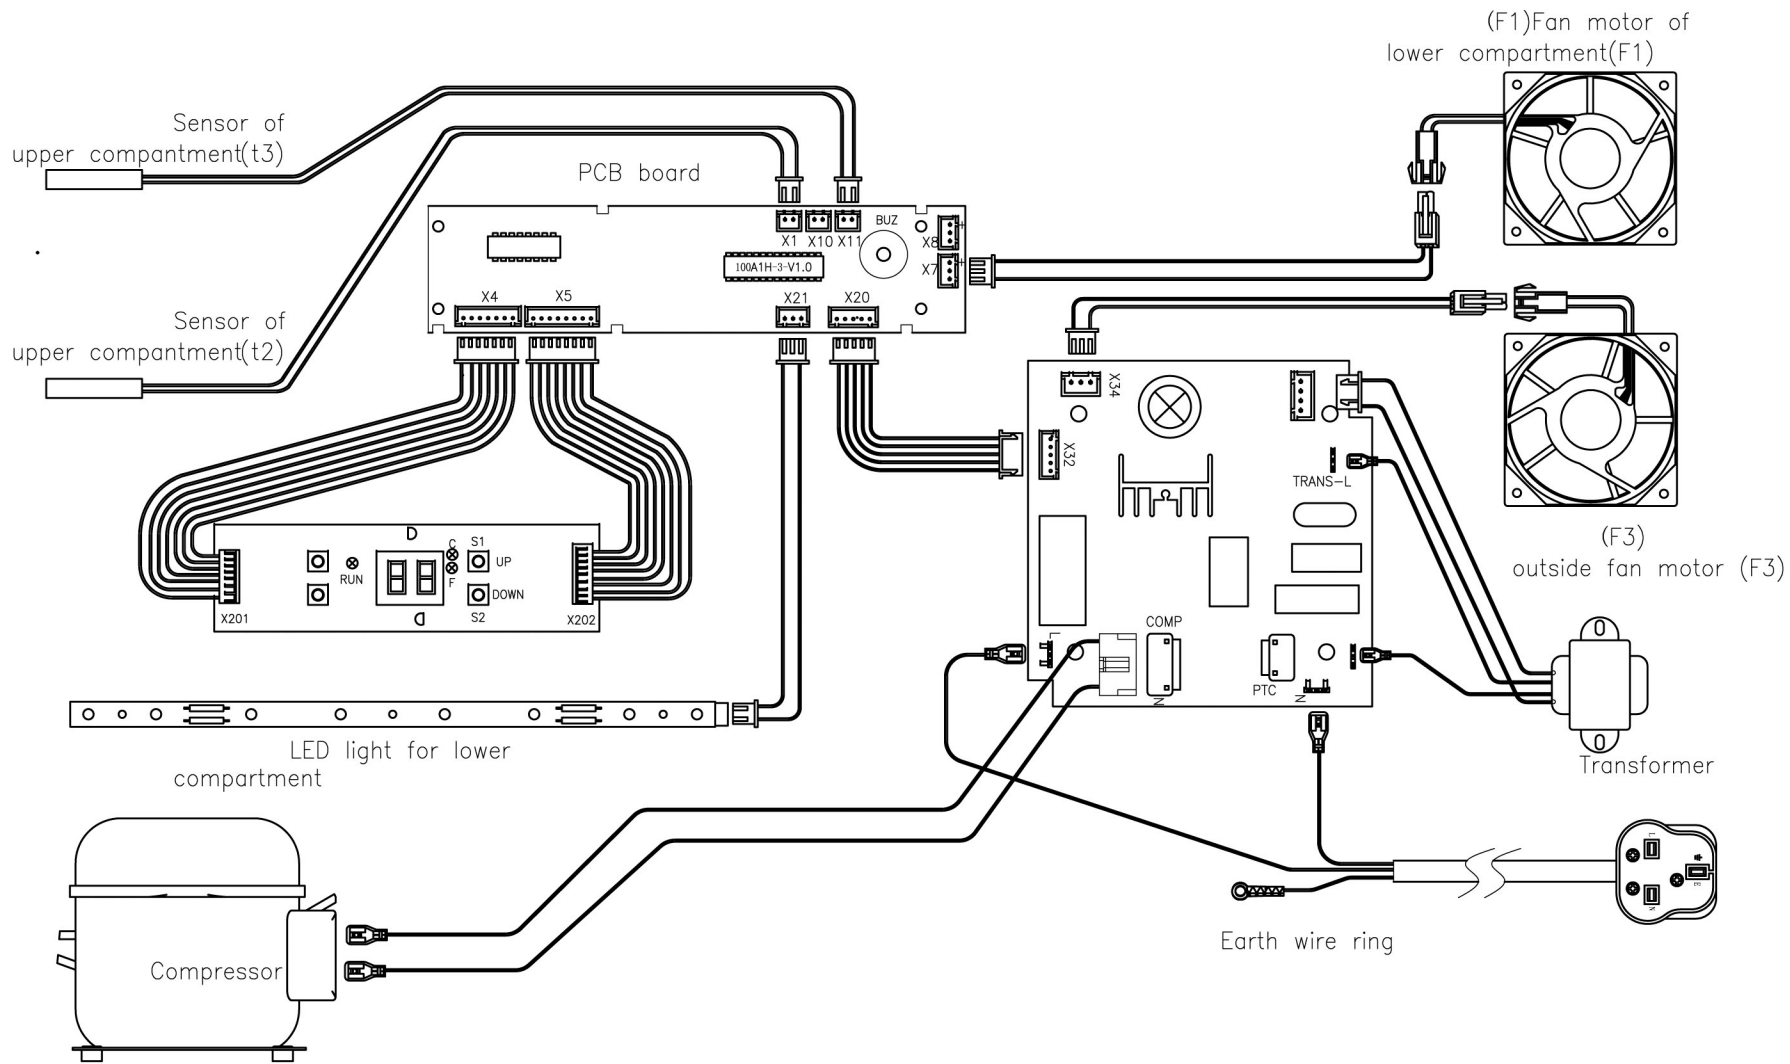 (F1)Fan motor of
lower compartment(F1)
Sensor of
upper compantment(t3)
PCB board
BUZ
X1 X10 X11
X8 +
X7 +
100A1H-3-V1.0
X4 X5 X21 X20
Sensor of
upper compantment(t2)
X34
X32
TRANS-L
(F3)
outside fan motor (F3)
C S1
RUN UP
F DOWN
X201 S2 X202
L COMP
N PTC N
LED light for lower
compartment
Transformer
Compressor
Earth wire ring
L
E
N